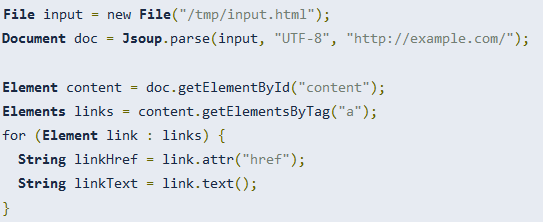 File input = new File("/tmp/input.html");
Document doc = Jsoup.parse(input, "UTF-8", "http://example.com/");

Element content = doc.getElementById("content");
Elements links = content.getElementsByTag("a");
for (Element link : links) {
  String linkHref = link.attr("href");
  String linkText = link.text();
}